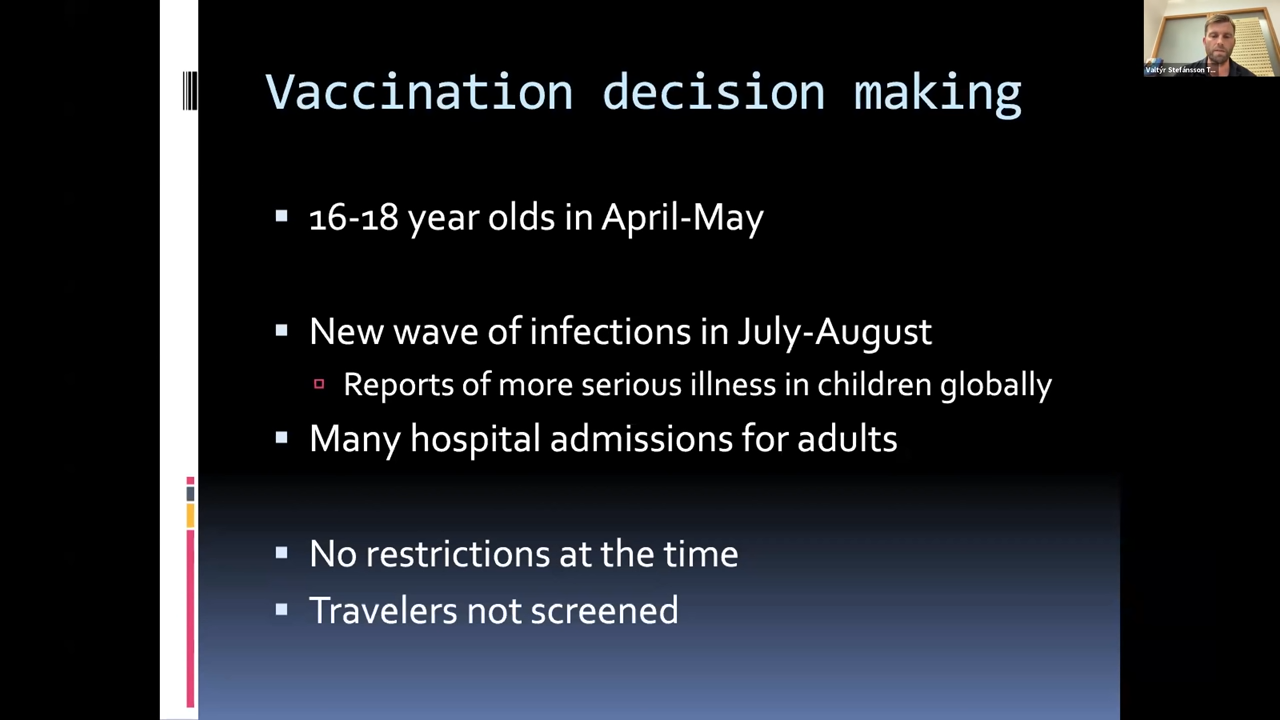 Vaccination decision making
Valtýr Stefánsson T...
16-18 year olds in April-May
New wave of infections in July-August
Reports of more serious illness in children globally
Many hospital admissions for adults
No restrictions at the time
Travelers not screened